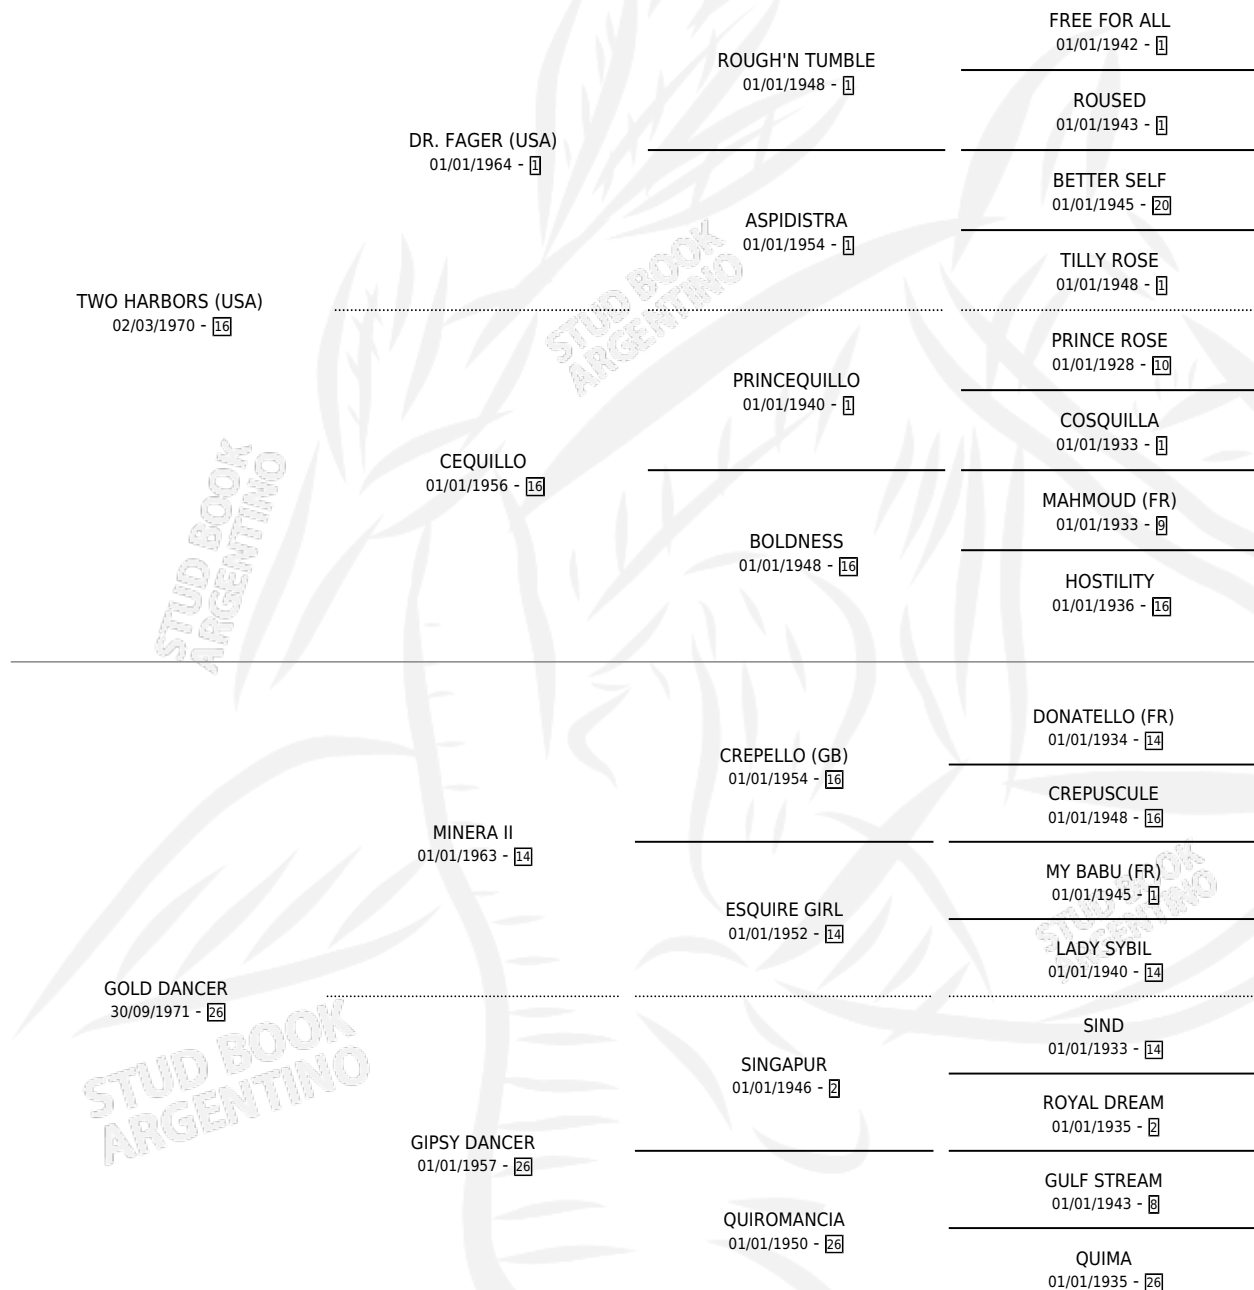 FREE FOR ALL
01/01/1942 - 1
ROUGH'N TUMBLE
01/01/1948 - 1
ROUSED
01/01/1943 - 1
DR. FAGER (USA)
01/01/1964 - 1
BETTER SELF
01/01/1945 - 20
ASPIDISTRA
01/01/1954 - 1
TILLY ROSE
01/01/1948 - 1
TWO HARBORS (USA)
02/03/1970 - 16
PRINCE ROSE
01/01/1928 - 10
PRINCEQUILLO
01/01/1940 - 1
COSQUILLA
01/01/1933 - 1
CEQUILLO
01/01/1956 - 16
MAHMOUD (FR)
01/01/1933 - 9
BOLDNESS
01/01/1948 - 16
HOSTILITY
01/01/1936 - 16
STUD BOOK
ARGENTINO
STUD BOOK
ARGENTINO
DONATELLO (FR)
01/01/1934 - 14
CREPELLO (GB)
01/01/1954 - 16
CREPUSCULE
01/01/1948 - 16
MINERA II
01/01/1963 - 14
MY BABU (FR)
01/01/1945 - 1
ESQUIRE GIRL
01/01/1952 - 14
LADY SYBIL
01/01/1940 - 14
GOLD DANCER
30/09/1971 - 26
SIND
01/01/1933 - 14
SINGAPUR
01/01/1946 - 2
ROYAL DREAM
01/01/1935 - 2
GIPSY DANCER
01/01/1957 - 26
GULF STREAM
01/01/1943 - 8
QUIROMANCIA
01/01/1950 - 26
QUIMA
01/01/1935 - 26
STUD BOOK
ARGENTINO
STUD BOOK
ARGENTINO